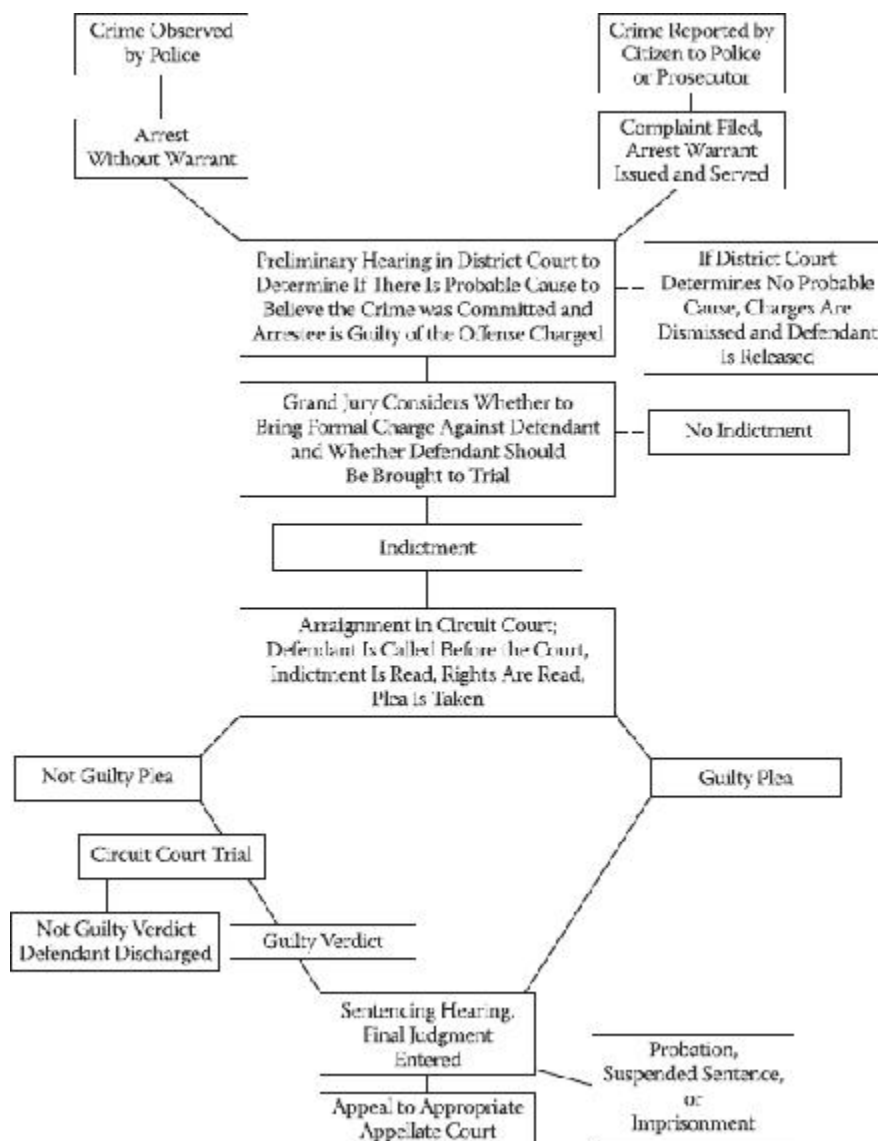 Crime Observed
by Police
Crime Reported by
Citizen to Police
or Prosecutor
Arrest
Without Warrant
Complaint Filed,
Arrest Warrant
Issued and Served
Preliminary Hearing in District Court to
Determine If There Is Probable Cause to
Believe the Crime was Committed and
Arrestee is Guilty of the Offense Charged
If District Court
Determines No Probable
Cause, Charges Are
Dismissed and Defendant
Is Released
Grand Jury Considers Whether to
Bring Formal Charge Against Defendant
and Whether Defendant Should
Be Brought to Trial
No Indictment
Indictment
Arraignment in Circuit Court;
Defendant Is Called Before the Court,
Indictment Is Read, Rights Are Read,
Plea is Taken
Not Guilty Plea
Guilty Plea
Circuit Court Trial
Not Guilty Verdict
Defendant Discharged
Guilty Verdict
Sentencing Hearing,
Final Judgment
Entered
Probation,
Suspended Sentence,
or
Imprisonment
Appeal to Appropriate
Appellate Court